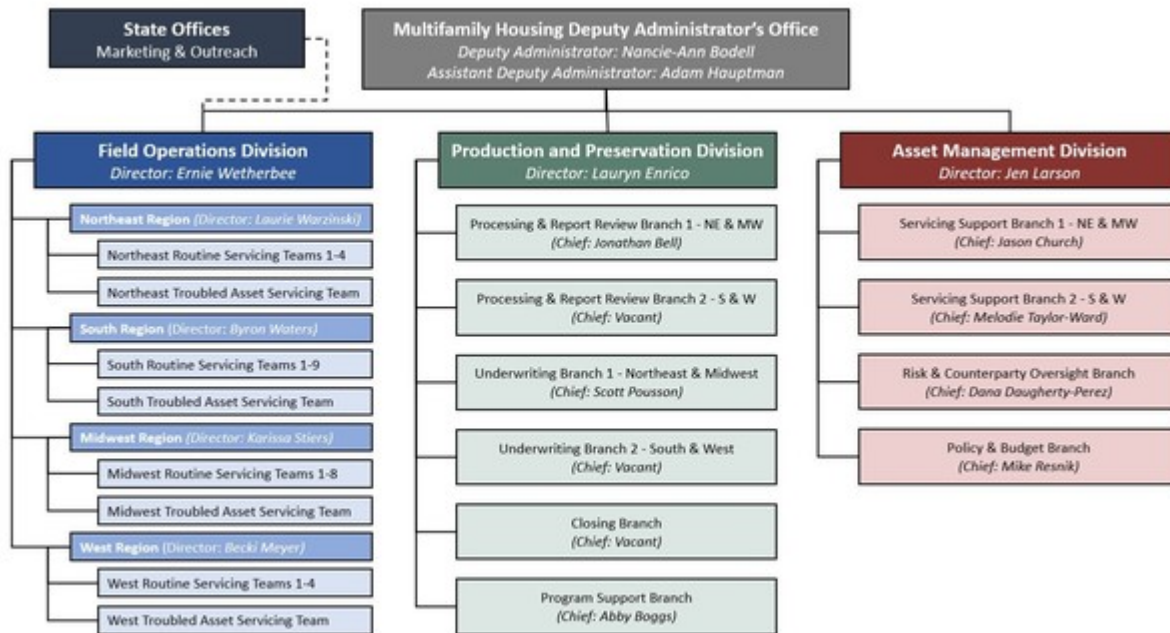 State Offices
Marketing & Outreach
Multifamily Housing Deputy Administrator's Office
Deputy Administrator: Nancie-Ann Bodell
Assistant Deputy Administrator: Adam Hauptman
Field Operations Division
Director: Ernie Wetherbee
Northeast Region (Director: Laurie Warzinski)
Northeast Routine Servicing Teams 1-4
Northeast Troubled Asset Servicing Team
South Region (Director: Byron Waters)
South Routine Servicing Teams 1-9
South Troubled Asset Servicing Team
Midwest Region (Director: Karissa Stiers)
Midwest Routine Servicing Teams 1-8
Midwest Troubled Asset Servicing Team
West Region (Director: Becki Meyer)
West Routine Servicing Teams 1-4
West Troubled Asset Servicing Team
Production and Preservation Division
Director: Lauryn Enrico
Processing & Report Review Branch 1 - NE & MW
(Chief: Jonathan Bell)
Processing & Report Review Branch 2 - S & W
(Chief: Vacant)
Underwriting Branch 1 - Northeast & Midwest
(Chief: Scott Pousson)
Underwriting Branch 2 - South & West
(Chief: Vacant)
Closing Branch
(Chief: Vacant)
Program Support Branch
(Chief: Abby Boggs)
Asset Management Division
Director: Jen Larson
Servicing Support Branch 1 - NE & MW
(Chief: Jason Church)
Servicing Support Branch 2 - S & W
(Chief: Melodie Taylor-Ward)
Risk & Counterparty Oversight Branch
(Chief: Dana Daugherty-Perez)
Policy & Budget Branch
(Chief: Mike Resnik)